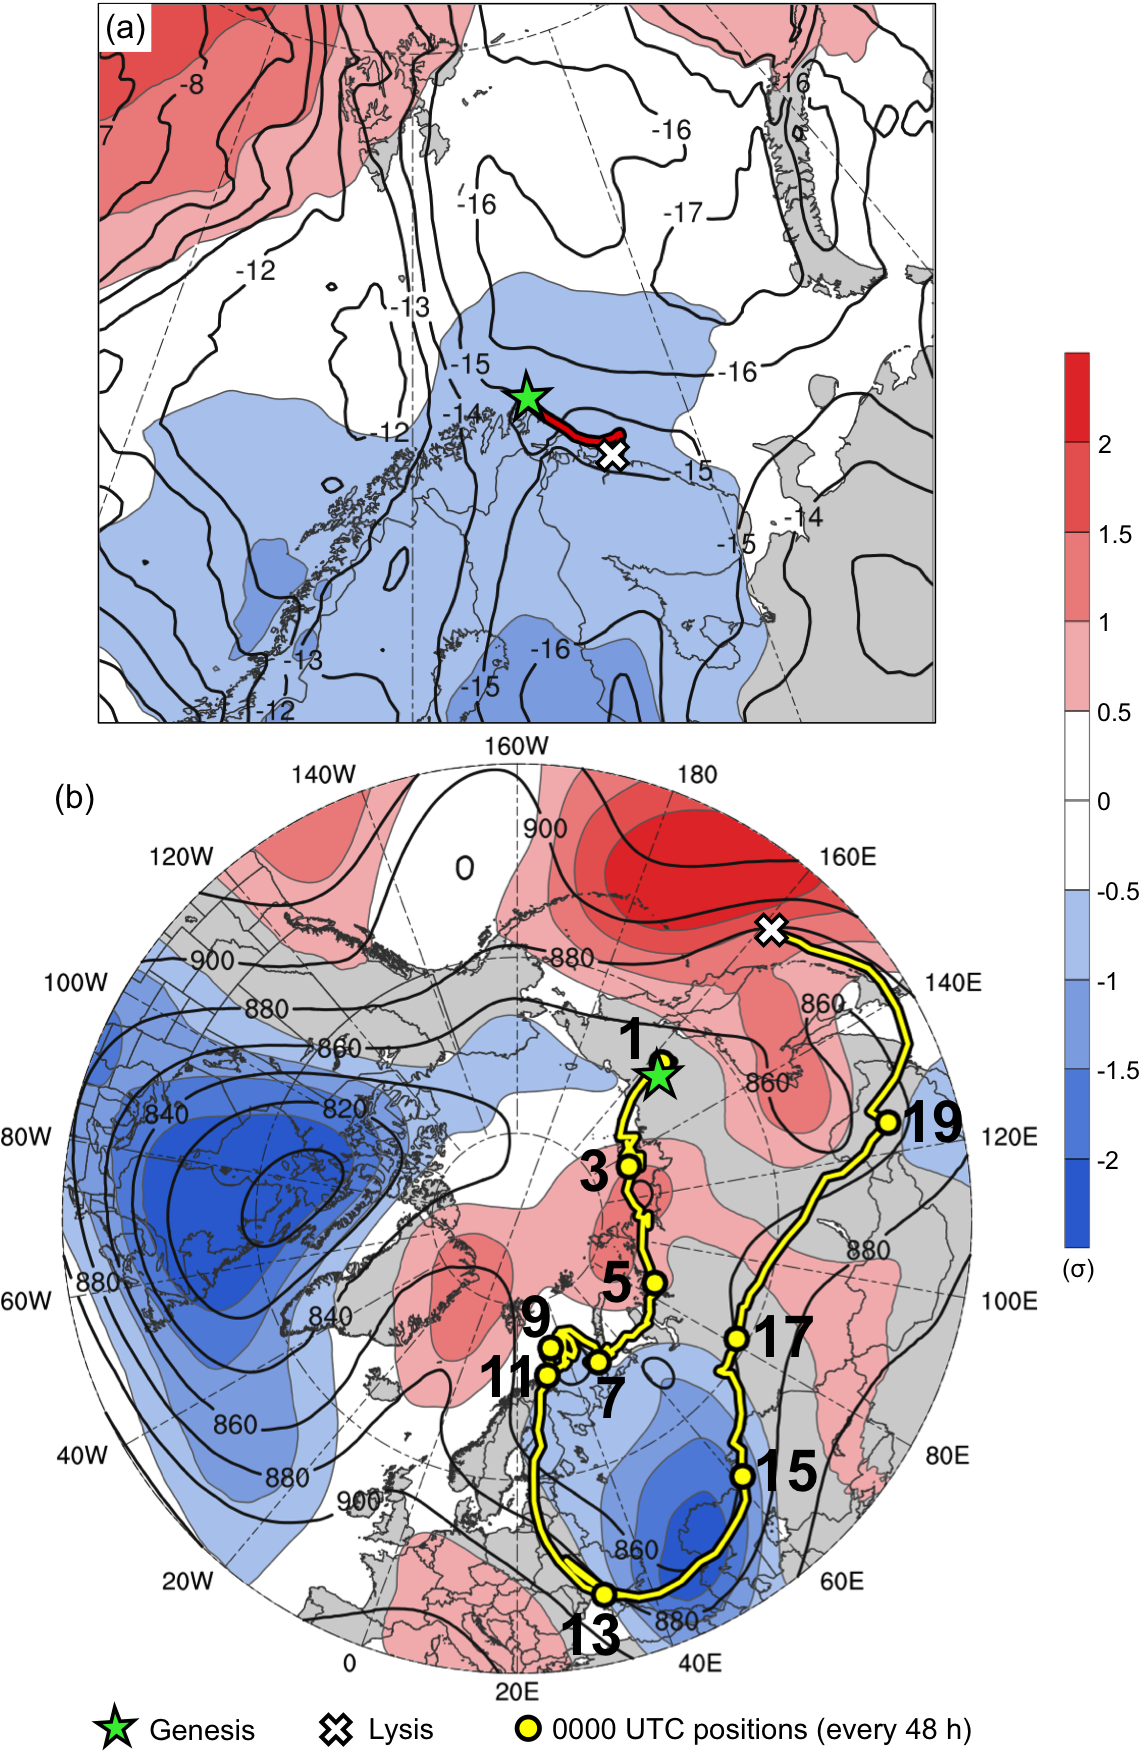 (a)
-8
16
7
-16
-16
-17
-12
-13
-15
-16
-14
-12
-15
-14
-15
-16
-13
-15
-12
2
1.5
1
0.5
0
-0.5
-1
-1.5
-2
(σ)
(b)
160W
140W
180
120W
900
160E
0
900
880
100W
880
860
140E
1
860
860
840
820
80W
19
120E
3
880
880
5
60W
840
9
100E
17
11
7
860
40W
80E
880
15
900
860
20W
60E
13
880
0
40E
20E
Genesis
Lysis
0000 UTC positions (every 48 h)